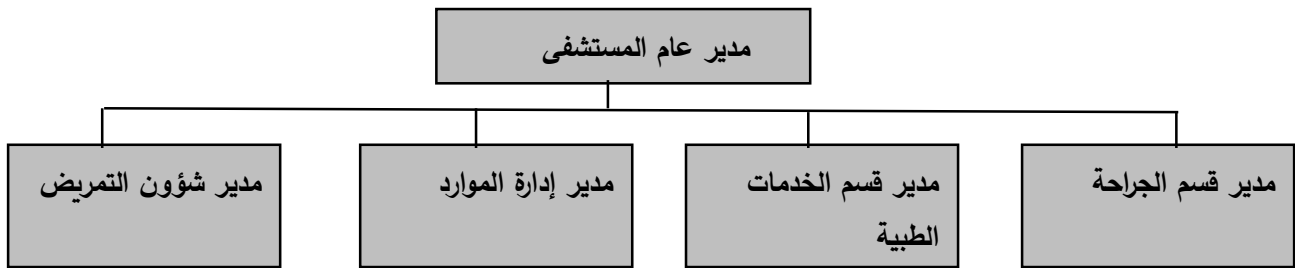 مدير عام المستشفى
مدير قسم الجراحة
مدير قسم الخدمات
الطبية
مدير إدارة الموارد
مدير شؤون التمريض